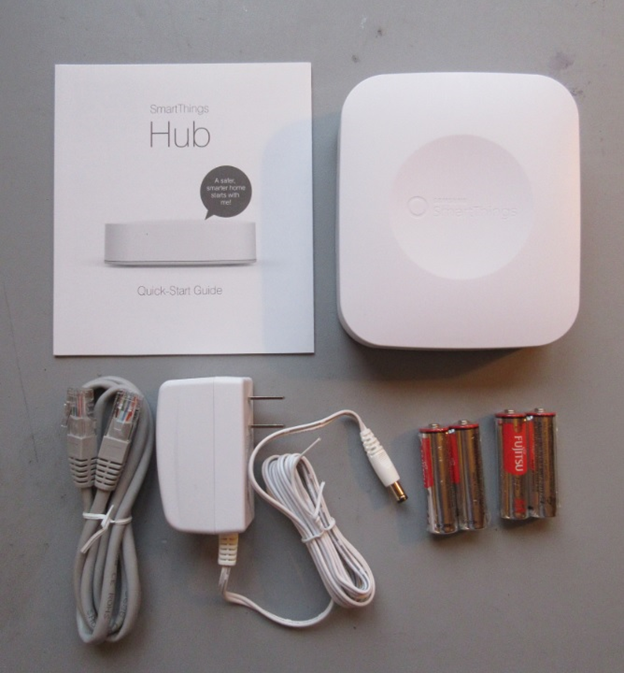 SmartThings
Hub
A safer,
smarter home
starts with
me!
Quick-Start Guide
SmartThings
FUJITSU